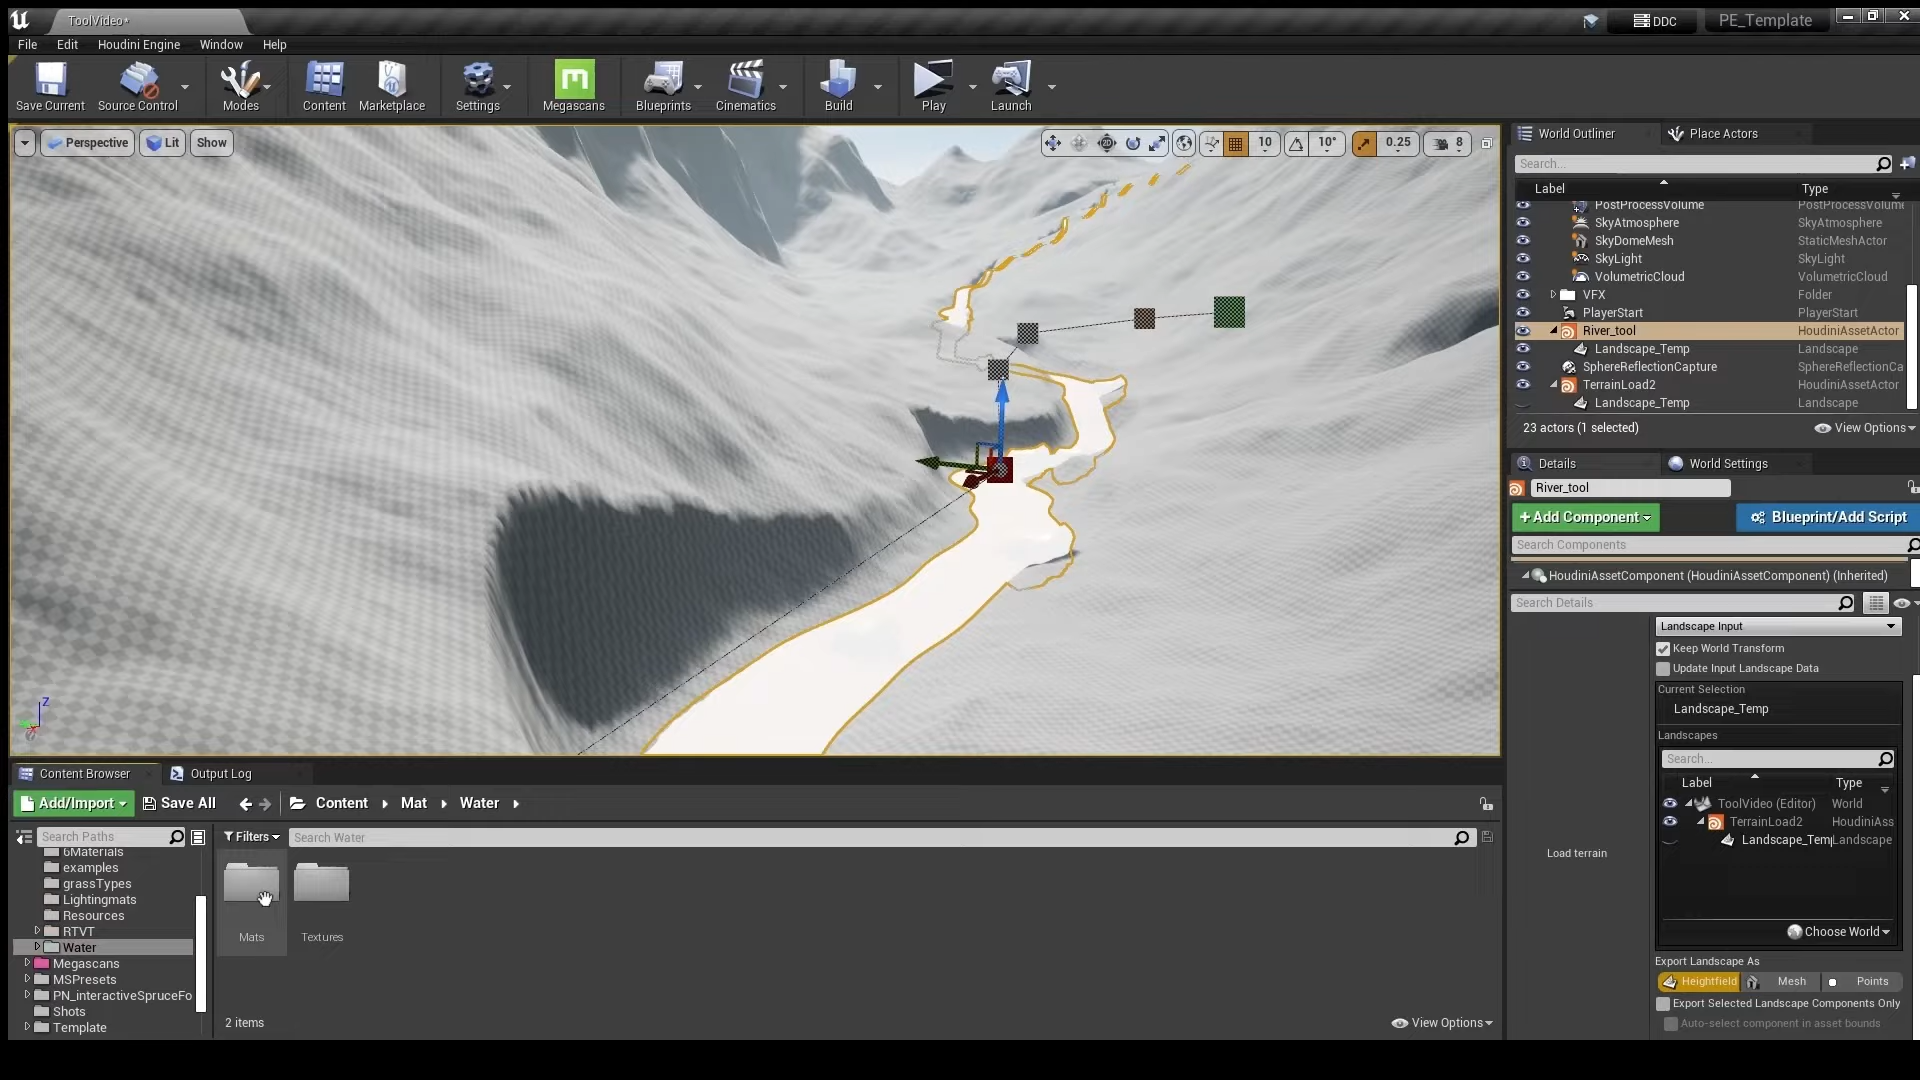 ToolVideo*
DDC
PE_Template
File Edit Houdini Engine Window Help
Save Current Source Control Modes Content Marketplace Settings Megascans Blueprints Cinematics Build Play Launch
Perspective Lit Show
10 10° 0.25 8
World Outliner Place Actors
Search...
Label Type
PostProcessVolume PostProcessVolume
SkyAtmosphere SkyAtmosphere
SkyDomeMesh StaticMeshActor
SkyLight SkyLight
VolumetricCloud VolumetricCloud
VFX Folder
PlayerStart PlayerStart
River_tool HoudiniAssetActor
Landscape_Temp Landscape
SphereReflectionCapture SphereReflectionCa
TerrainLoad2 HoudiniAssetActor
Landscape_Temp Landscape
23 actors (1 selected) View Options
Details World Settings
River_tool
+Add Component Blueprint/Add Script
Search Components
HoudiniAssetComponent (HoudiniAssetComponent) (Inherited)
Search Details
Landscape Input
Keep World Transform
Update Input Landscape Data
Current Selection
Landscape_Temp
Landscapes
Search...
Label Type
ToolVideo (Editor) World
TerrainLoad2 HoudiniAss
Landscape_Temp Landscape
Load terrain
Choose World
Export Landscape As
Heightfield Mesh Points
Export Selected Landscape Components Only
Auto-select component in asset bounds
Z
Content Browser Output Log
Add/Import Save All Content Mat Water
Search Paths Filters Search Water
6Materials
examples
grassTypes
Lightingmats
Resources
RTVT
Water
Megascans
MSPresets
PN_interactiveSpruceFo
Shots
Template
Mats Textures
2 items View Options